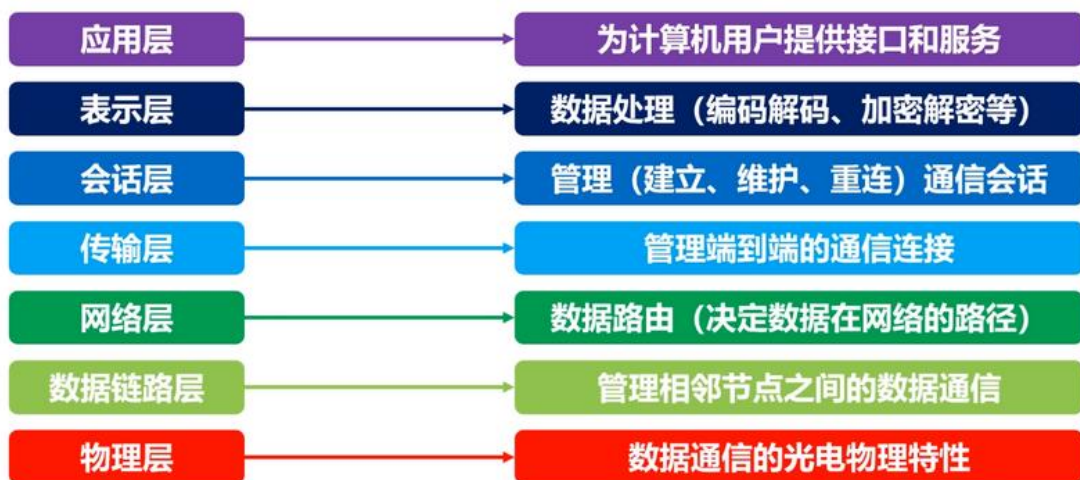 应用层
为计算机用户提供接口和服务
表示层
数据处理（编码解码、加密解密等）
会话层
管理（建立、维护、重连）通信会话
传输层
管理端到端的通信连接
网络层
数据路由（决定数据在网络的路径）
数据链路层
管理相邻节点之间的数据通信
物理层
数据通信的光电物理特性